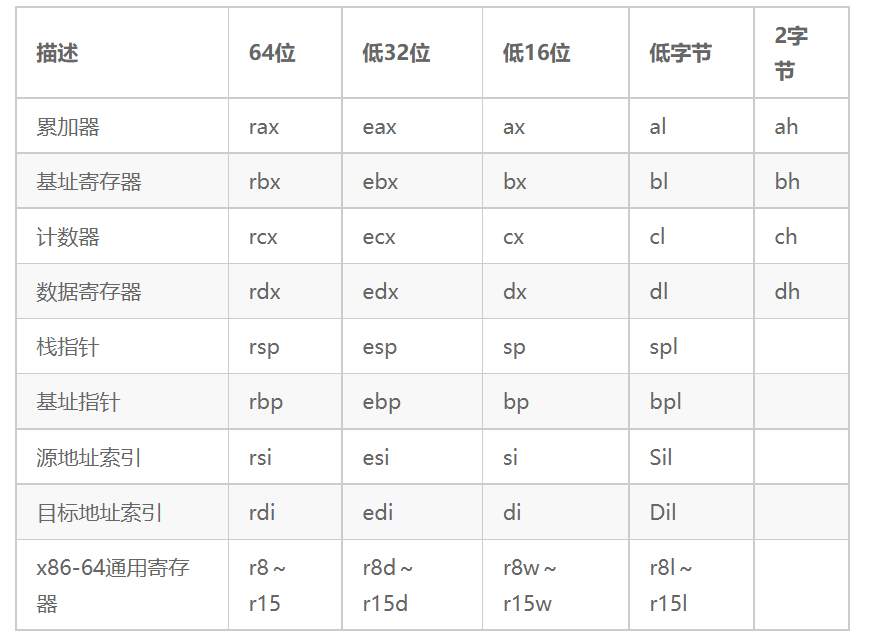 描述 64位 低32位 低16位 低字节 2字
节
累加器 rax eax ax al ah
基址寄存器 rbx ebx bx bl bh
计数器 rcx ecx cx cl ch
数据寄存器 rdx edx dx dl dh
栈指针 rsp esp sp spl
基址指针 rbp ebp bp bpl
源地址索引 rsi esi si Sil
目标地址索引 rdi edi di Dil
x86-64通用寄存 r8～ r8d～ r8w～ r8l～
器 r15 r15d r15w r15l